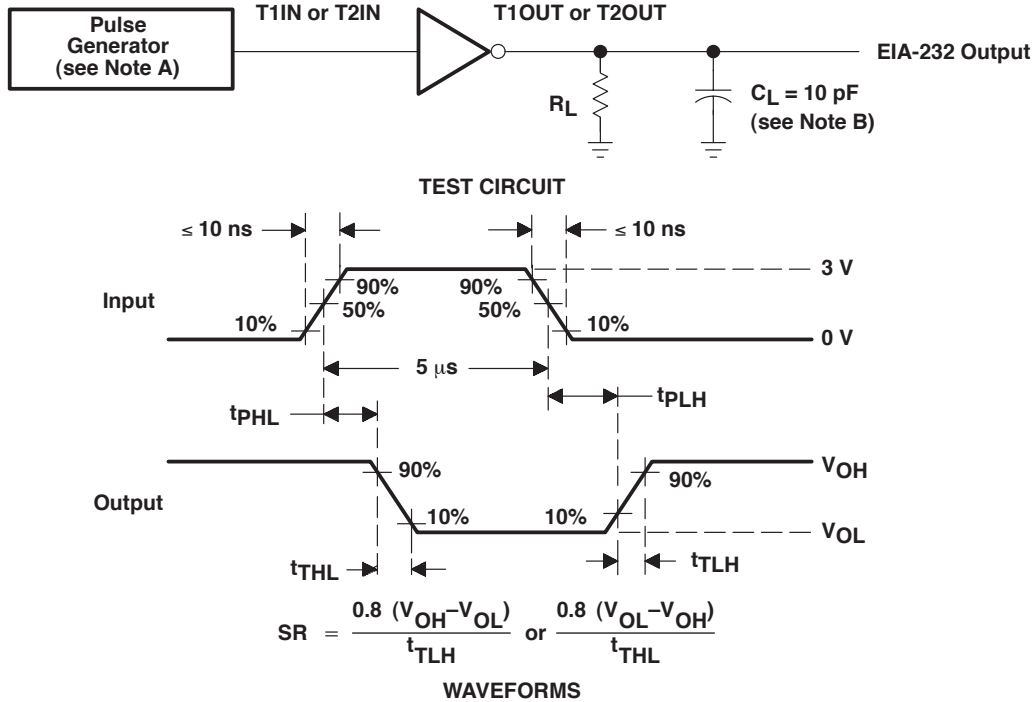 T1IN or T2IN
T1OUT or T2OUT
Pulse
Generator
(see Note A)
EIA-232 Output
RL
CL = 10 pF
(see Note B)
TEST CIRCUIT
≤ 10 ns
≤ 10 ns
3 V
90%
90%
Input
50%
50%
10%
10%
0 V
5 μs
tPHL
tPLH
VOH
90%
90%
Output
10%
10%
VOL
tTHL
tTLH
SR = 0.8 (VOH–VOL) / tTLH or 0.8 (VOL–VOH) / tTHL
WAVEFORMS